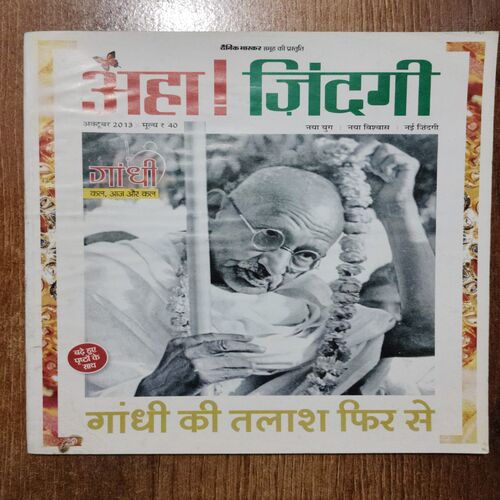 दैनिक भास्कर समूह की प्रस्तुति
अहा! ज़िंदगी
अक्टूबर 2013 मूल्य ₹ 40
नया युग नया विश्वास नई ज़िंदगी
गांधी
कल, आज और कल
बढ़े हुए
पृष्ठों के
साथ
गांधी की तलाश फिर से